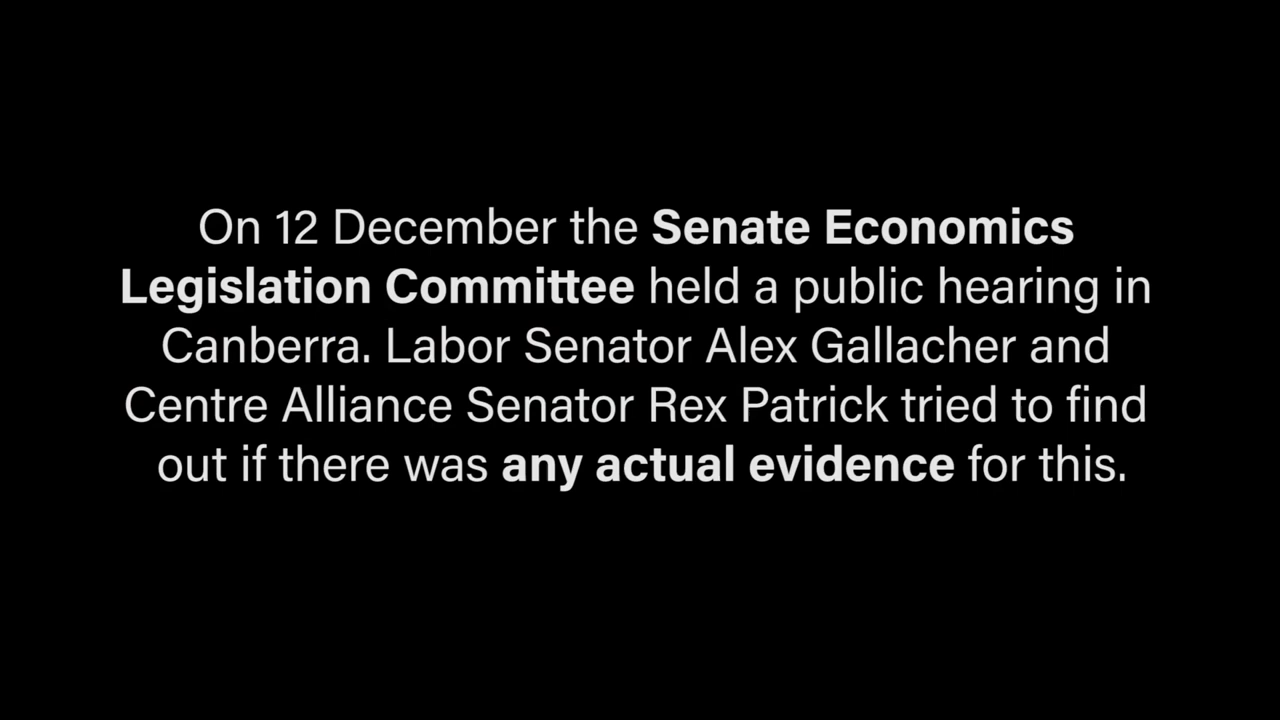 On 12 December the Senate Economics
Legislation Committee held a public hearing in
Canberra. Labor Senator Alex Gallacher and
Centre Alliance Senator Rex Patrick tried to find
out if there was any actual evidence for this.